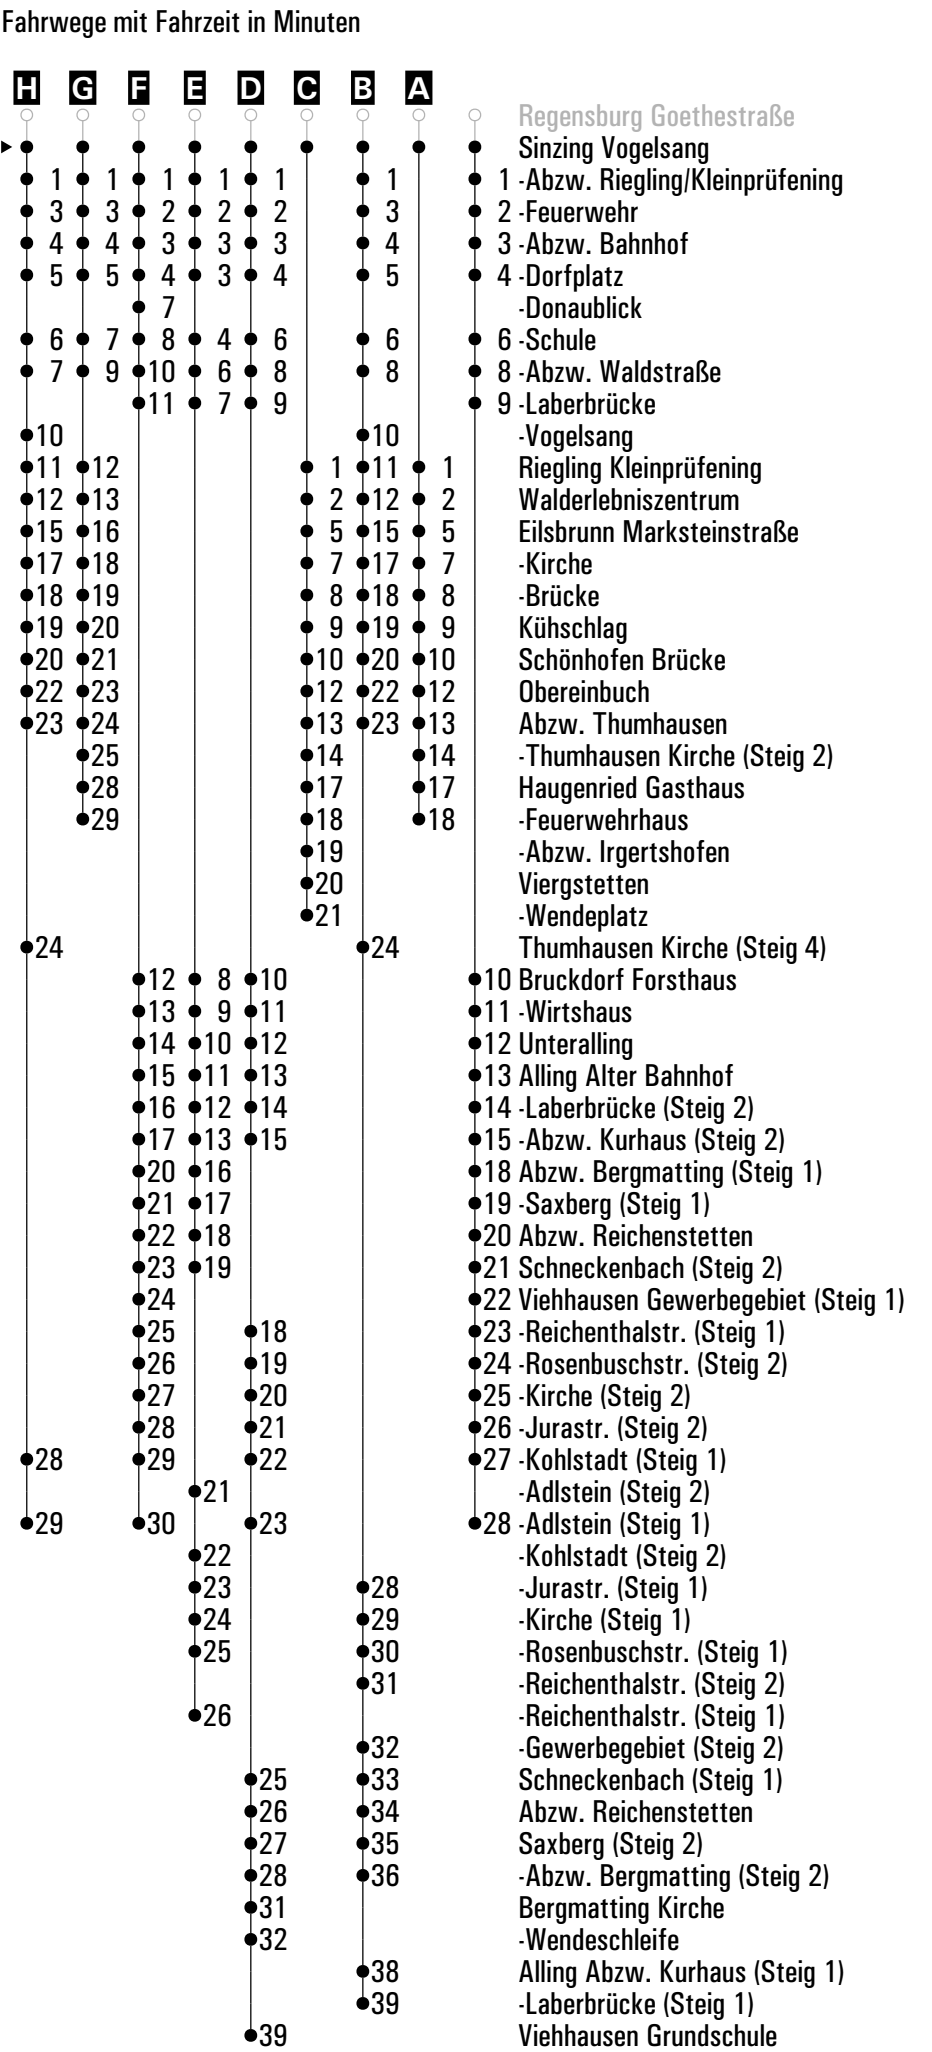 Fahrwege mit Fahrzeit in Minuten
H G F E D C B A
Regensburg Goethestraße
Sinzing Vogelsang
1 1 1 1 1 1 1 -Abzw. Riegling/Kleinprüfening
3 3 2 2 2 3 2 -Feuerwehr
4 4 3 3 3 4 3 -Abzw. Bahnhof
5 5 4 3 4 5 4 -Dorfplatz
7 -Donaublick
6 7 8 4 6 6 6 -Schule
7 9 10 6 8 8 8 -Abzw. Waldstraße
11 7 9 9 -Laberbrücke
10 10 -Vogelsang
11 12 1 11 1 Riegling Kleinprüfening
12 13 2 12 2 Walderlebniszentrum
15 16 5 15 5 Eilsbrunn Marksteinstraße
17 18 7 17 7 -Kirche
18 19 8 18 8 -Brücke
19 20 9 19 9 Kühschlag
20 21 10 20 10 Schönhofen Brücke
22 23 12 22 12 Obereinbuch
23 24 13 23 13 Abzw. Thumhausen
25 14 14 -Thumhausen Kirche (Steig 2)
28 17 17 Haugenried Gasthaus
29 18 18 -Feuerwehrhaus
19 -Abzw. Irgertshofen
20 Viergstetten
21 -Wendeplatz
24 24 Thumhausen Kirche (Steig 4)
12 8 10 10 Bruckdorf Forsthaus
13 9 11 11 -Wirtshaus
14 10 12 12 Unteralling
15 11 13 13 Alling Alter Bahnhof
16 12 14 14 -Laberbrücke (Steig 2)
17 13 15 15 -Abzw. Kurhaus (Steig 2)
20 16 18 Abzw. Bergmatting (Steig 1)
21 17 19 -Saxberg (Steig 1)
22 18 20 Abzw. Reichenstetten
23 19 21 Schneckenbach (Steig 2)
24 22 Viehhausen Gewerbegebiet (Steig 1)
25 18 23 -Reichenthalstr. (Steig 1)
26 19 24 -Rosenbuschstr. (Steig 2)
27 20 25 -Kirche (Steig 2)
28 21 26 -Jurastr. (Steig 2)
28 29 22 27 -Kohlstadt (Steig 1)
21 -Adlstein (Steig 2)
29 30 23 28 -Adlstein (Steig 1)
22 -Kohlstadt (Steig 2)
23 28 -Jurastr. (Steig 1)
24 29 -Kirche (Steig 1)
25 30 -Rosenbuschstr. (Steig 1)
31 -Reichenthalstr. (Steig 2)
26 -Reichenthalstr. (Steig 1)
32 -Gewerbegebiet (Steig 2)
25 33 Schneckenbach (Steig 1)
26 34 Abzw. Reichenstetten
27 35 Saxberg (Steig 2)
28 36 -Abzw. Bergmatting (Steig 2)
31 Bergmatting Kirche
32 -Wendeschleife
38 Alling Abzw. Kurhaus (Steig 1)
39 -Laberbrücke (Steig 1)
39 Viehhausen Grundschule